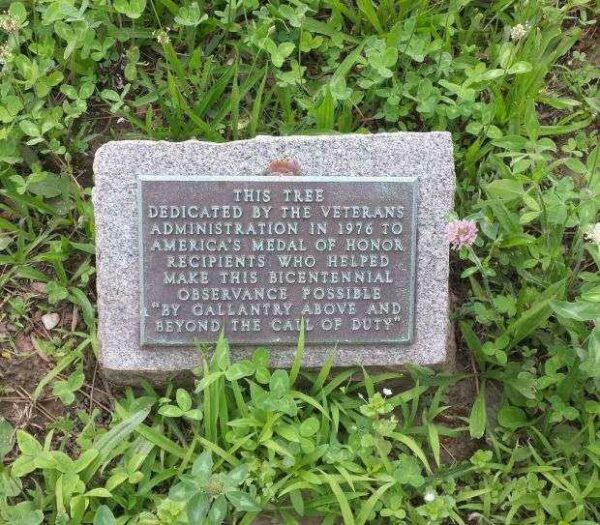 THIS TREE
DEDICATED BY THE VETERANS
ADMINISTRATION IN 1976 TO
AMERICA'S MEDAL OF HONOR
RECIPIENTS WHO HELPED
MAKE THIS BICENTENNIAL
OBSERVANCE POSSIBLE
"BY GALLANTRY ABOVE AND
BEYOND THE CALL OF DUTY"